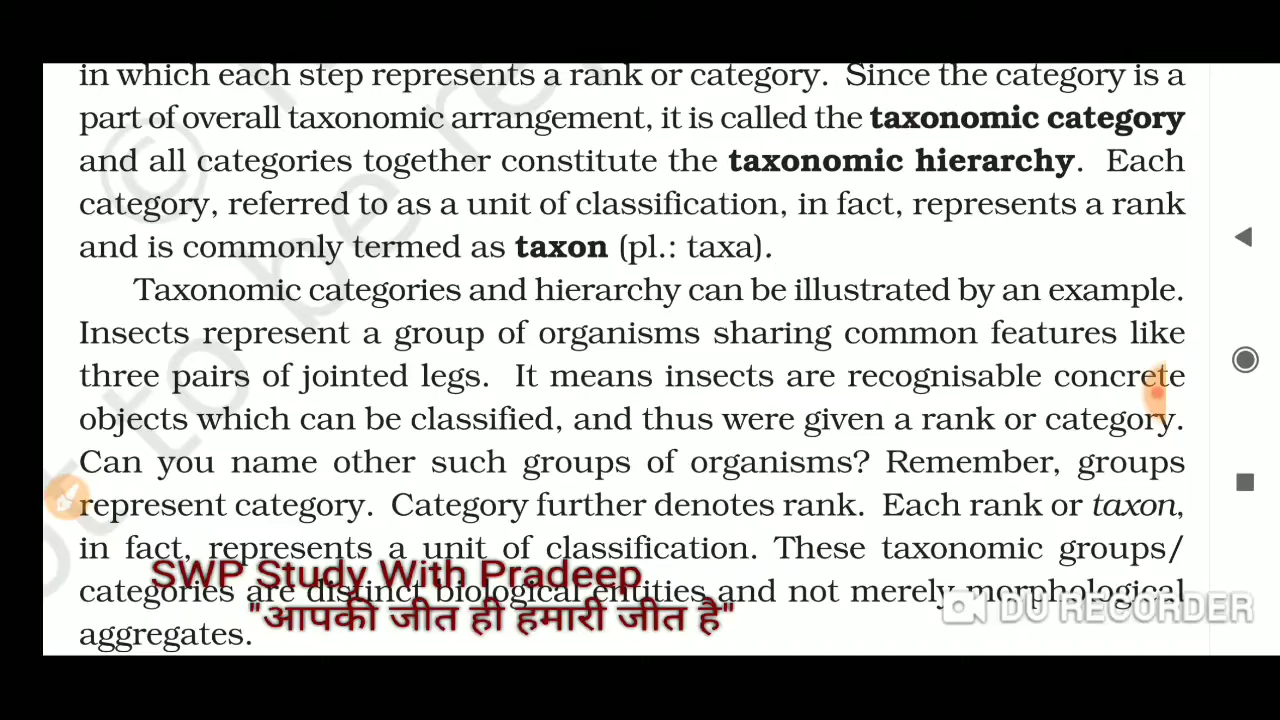 in which each step represents a rank or category. Since the category is a
part of overall taxonomic arrangement, it is called the taxonomic category
and all categories together constitute the taxonomic hierarchy. Each
category, referred to as a unit of classification, in fact, represents a rank
and is commonly termed as taxon (pl.: taxa).
Taxonomic categories and hierarchy can be illustrated by an example.
Insects represent a group of organisms sharing common features like
three pairs of jointed legs. It means insects are recognisable concrete
objects which can be classified, and thus were given a rank or category.
Can you name other such groups of organisms? Remember, groups
represent category. Category further denotes rank. Each rank or taxon,
in fact, represents a unit of classification. These taxonomic groups/
SWP Study With Pradeep
categories are distinct biological entities and not merely morphological
"आपकी जीत ही हमारी जीत है"
DU RECORDER
aggregates.